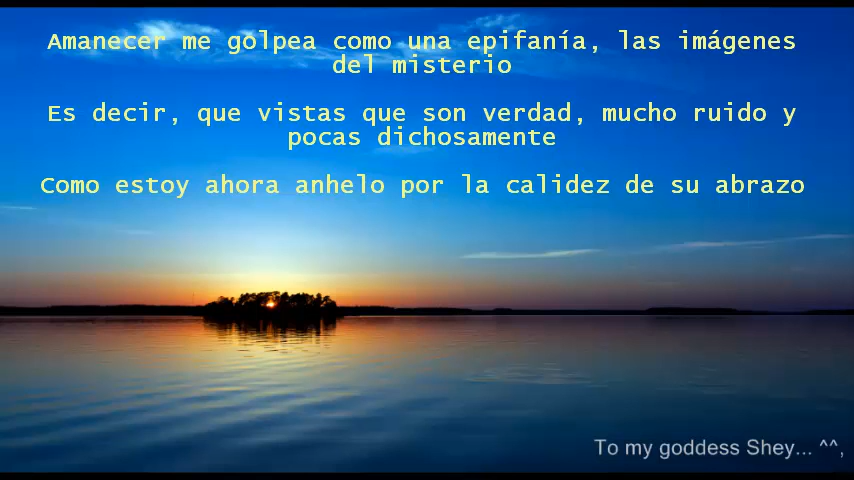 Amanecer me golpea como una epifanía, las imágenes
del misterio
Es decir, que vistas que son verdad, mucho ruido y
pocas dichosamente
Como estoy ahora anhelo por la calidez de su abrazo
To my goddess Shey... ^^,